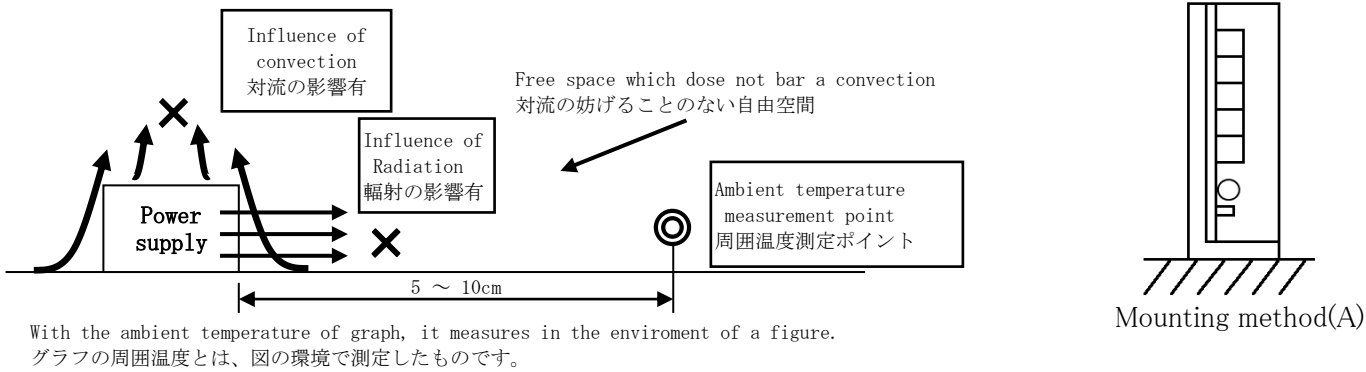 Influence of
convection
対流の影響有
Free space which dose not bar a convection
対流の妨げることのない自由空間
Influence of
Radiation
輻射の影響有
Power
supply
Ambient temperature
measurement point
周囲温度測定ポイント
5 ～ 10cm
With the ambient temperature of graph, it measures in the enviroment of a figure.
グラフの周囲温度とは、図の環境で測定したものです。
Mounting method(A)